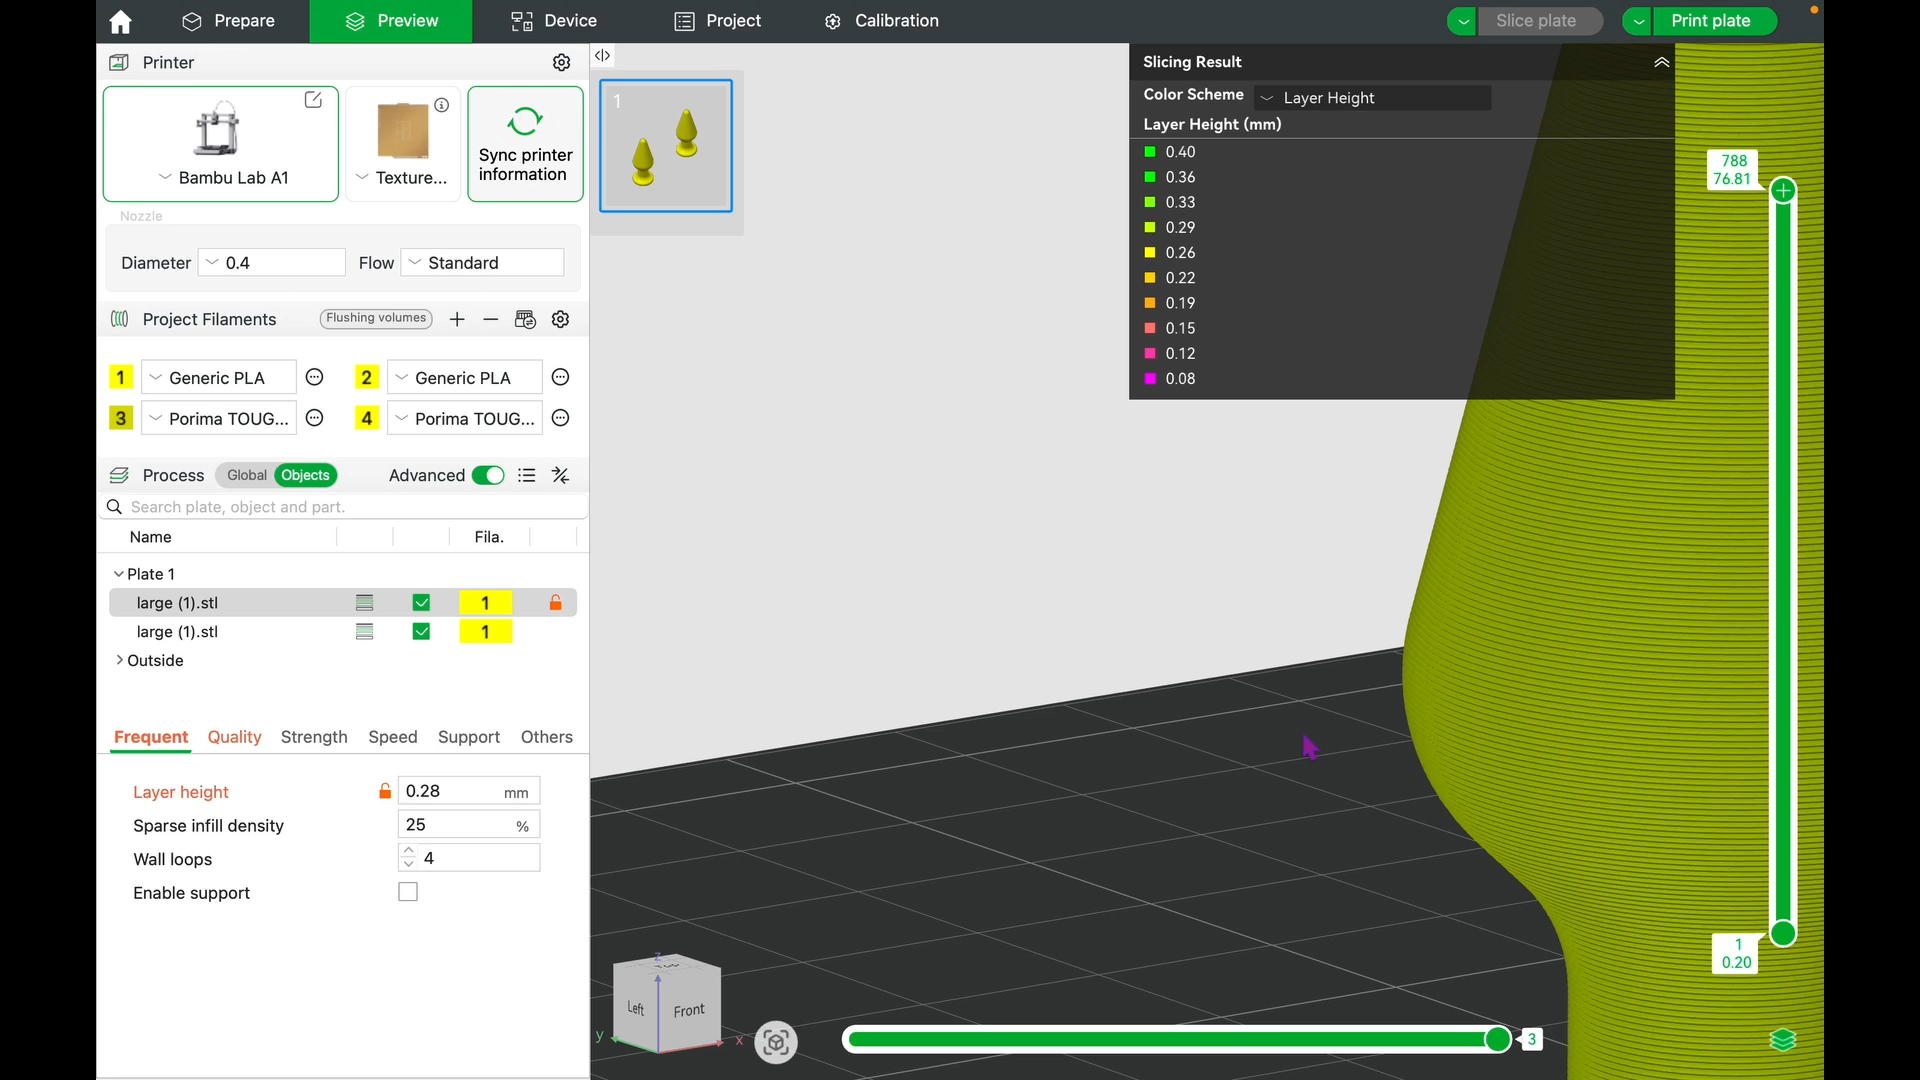 Prepare
Preview
Device
Project
Calibration
Slice plate
Print plate
Printer
Bambu Lab A1
Texture...
Sync printer
information
Nozzle
Diameter
0.4
Flow
Standard
Project Filaments
Flushing volumes
1
Generic PLA
2
Generic PLA
3
Porima TOUG...
4
Porima TOUG...
Process
Global
Objects
Advanced
Search plate, object and part.
Name
Fila.
Plate 1
large (1).stl
1
large (1).stl
1
Outside
Frequent
Quality
Strength
Speed
Support
Others
Layer height
0.28
mm
Sparse infill density
25
%
Wall loops
4
Enable support
1
Slicing Result
Color Scheme
Layer Height
Layer Height (mm)
0.40
0.36
0.33
0.29
0.26
0.22
0.19
0.15
0.12
0.08
788
76.81
1
0.20
z
Top
Left
Front
y
x
3